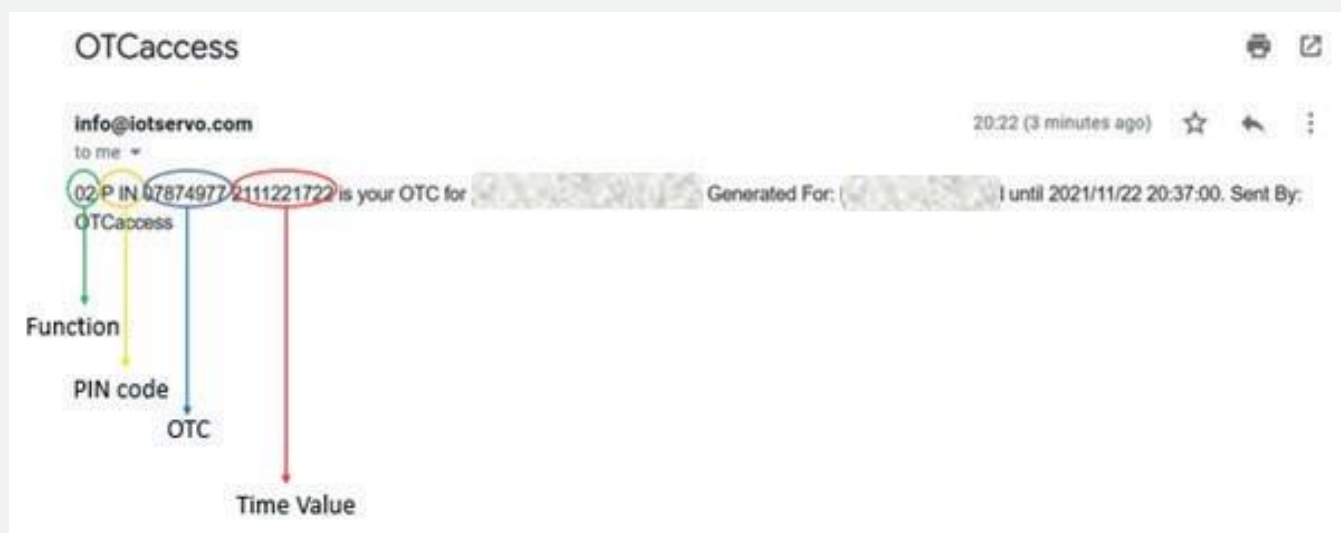 OTCaccess
info@iotservo.com
20:22 (3 minutes ago)
to me
02 P IN 07874977 2111221722 is your OTC for Generated For: until 2021/11/22 20:37:00. Sent By:
OTCaccess
Function
PIN code
OTC
Time Value